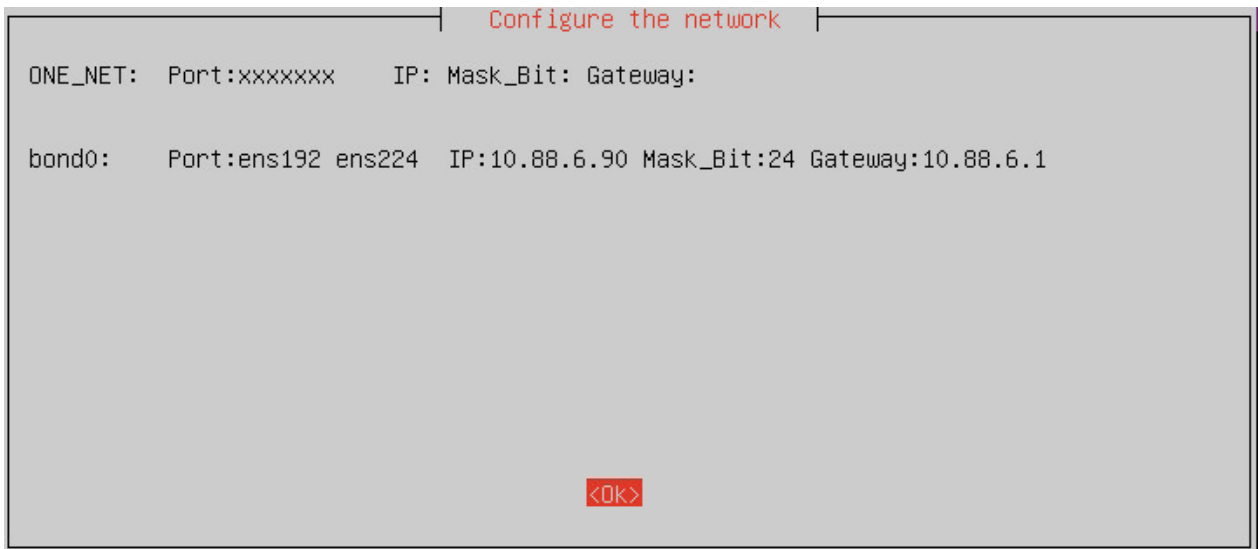 Configure the network
ONE_NET: Port:xxxxxxx IP: Mask_Bit: Gateway:
bond0: Port:ens192 ens224 IP:10.88.6.90 Mask_Bit:24 Gateway:10.88.6.1
<Ok>